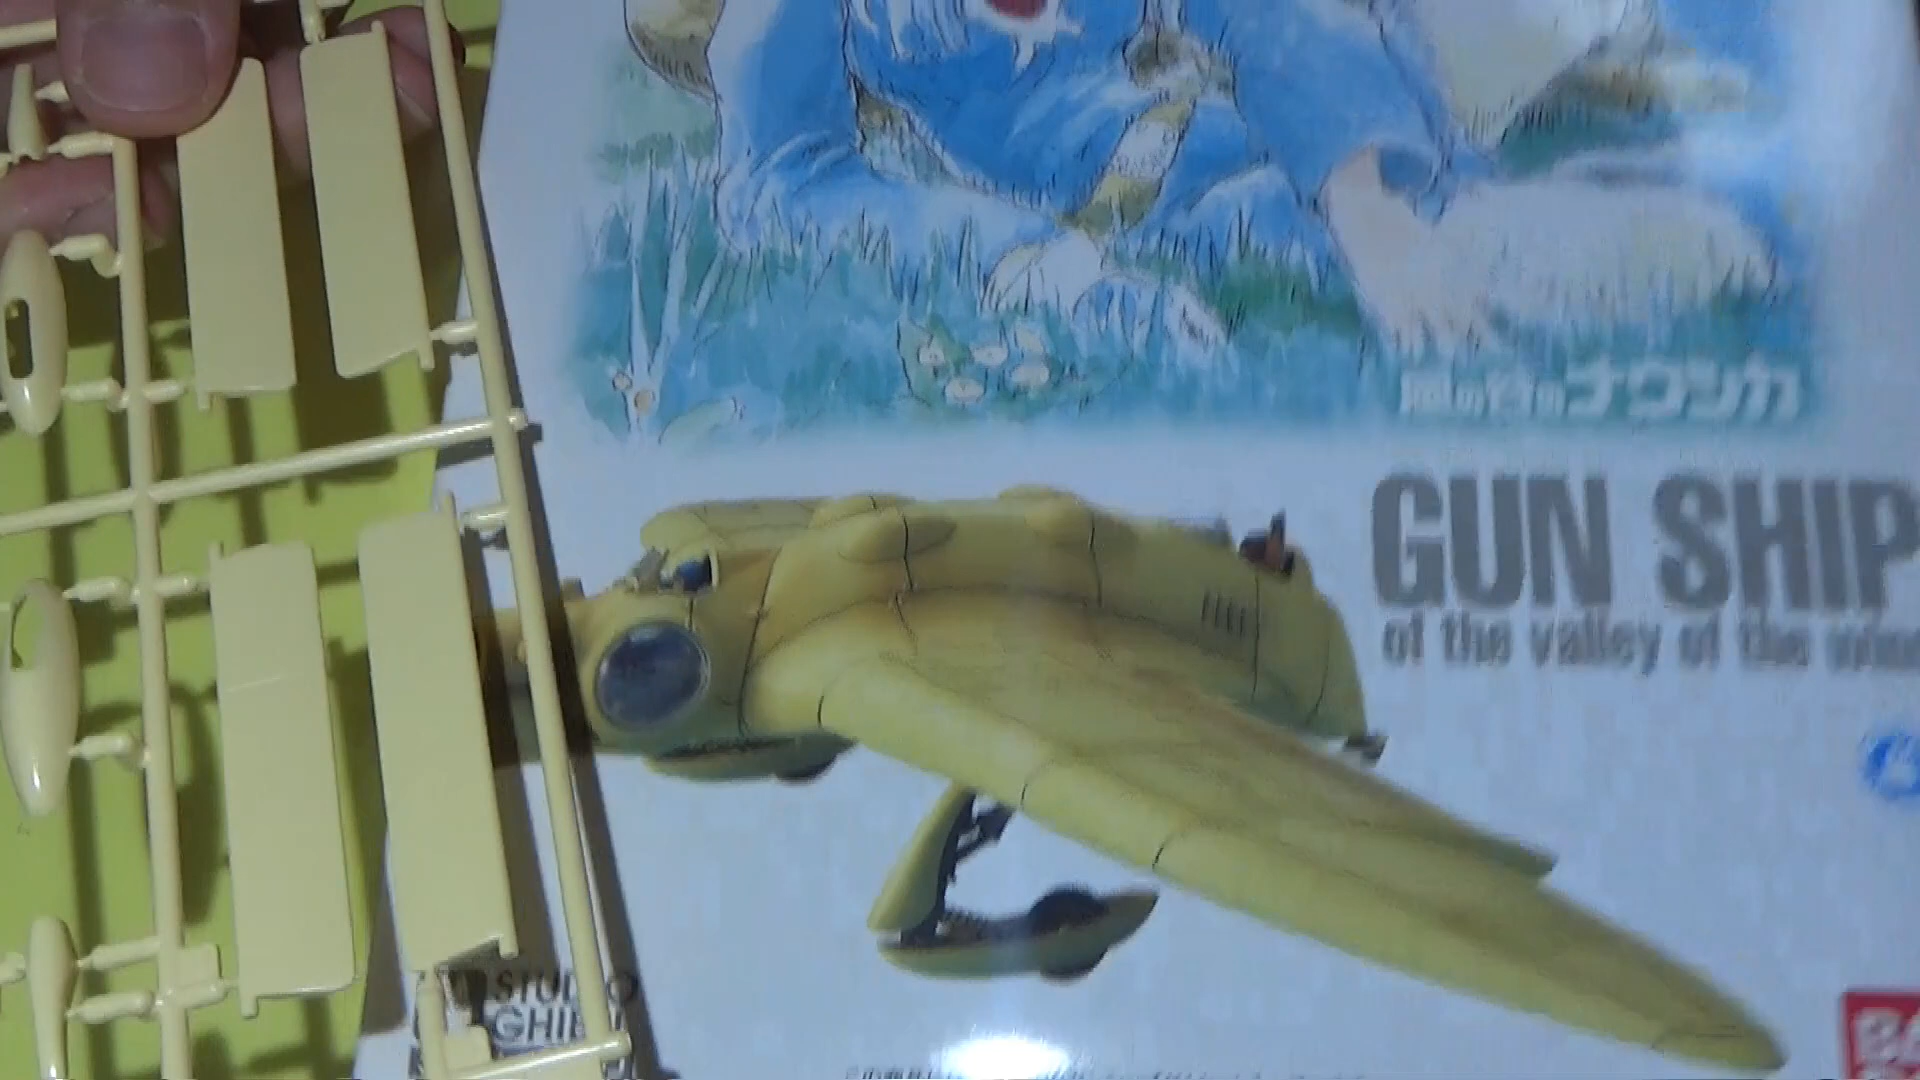 風の谷のナウシカ
GUN SHIP
of the valley of the wind
STUDIO
GHIBLI